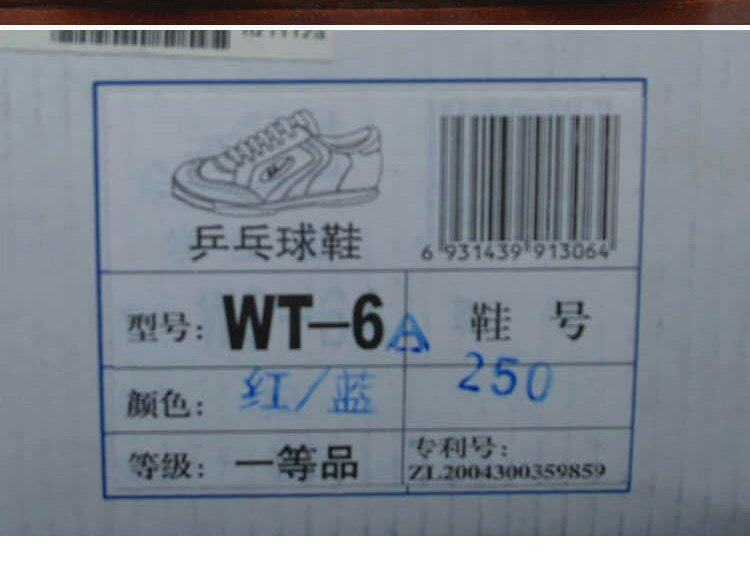 乒乓球鞋
6 931439 913064
型号: WT-6A
鞋号
颜色: 红/蓝
250
等级: 一等品
专利号:
ZL2004300359859